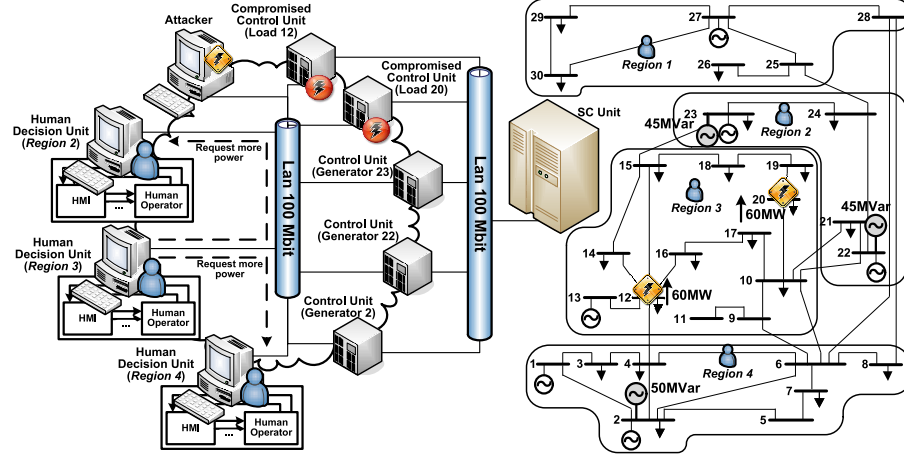 Attacker
Compromised
Control Unit
(Load 12)
Compromised
Control Unit
(Load 20)
Human
Decision Unit
(Region 2)
HMI
...
Human
Operator
Request more
power
Human
Decision Unit
(Region 3)
HMI
...
Human
Operator
Request more
power
Human
Decision Unit
(Region 4)
HMI
...
Human
Operator
Lan 100 Mbit
Control Unit
(Generator 23)
Control Unit
(Generator 22)
Control Unit
(Generator 2)
Lan 100 Mbit
SC Unit
29
27
28
30
Region 1
26
25
23
45MVar
Region 2
24
15
18
19
Region 3
20
60MW
45MVar
21
22
14
16
17
10
13
12
60MW
11
9
1
3
4
Region 4
6
8
50MVar
7
2
5